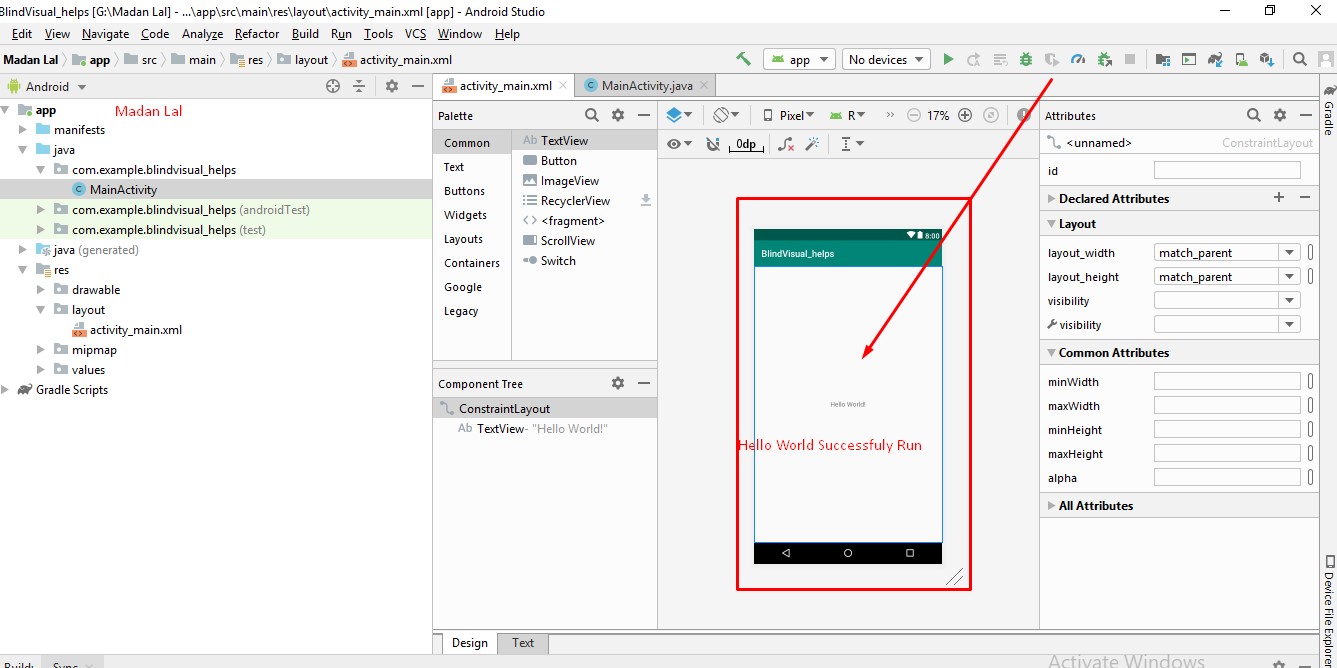 BlindVisual_helps [G:\Madan Lal] - ...\app\src\main\res\layout\activity_main.xml [app] - Android Studio
Edit View Navigate Code Analyze Refactor Build Run Tools VCS Window Help
Madan Lal app src main res layout activity_main.xml
app No devices
Android
app
Madan Lal
manifests
java
com.example.blindvisual_helps
MainActivity
com.example.blindvisual_helps (androidTest)
com.example.blindvisual_helps (test)
java (generated)
res
drawable
layout
activity_main.xml
mipmap
values
Gradle Scripts
activity_main.xml MainActivity.java
Palette
Common
Text
Buttons
Widgets
Layouts
Containers
Google
Legacy
Ab TextView
Button
ImageView
RecyclerView
<fragment>
ScrollView
Switch
Component Tree
ConstraintLayout
Ab TextView- "Hello World!"
Pixel R 17%
0dp
8:00
BlindVisual_helps
Hello World!
Hello World Successfuly Run
Design Text
Attributes
<unnamed> ConstraintLayout
id
Declared Attributes
Layout
layout_width match_parent
layout_height match_parent
visibility
visibility
Common Attributes
minWidth
maxWidth
minHeight
maxHeight
alpha
All Attributes
Gradle
Device File Explorer
Build: Sync
Activate Windows